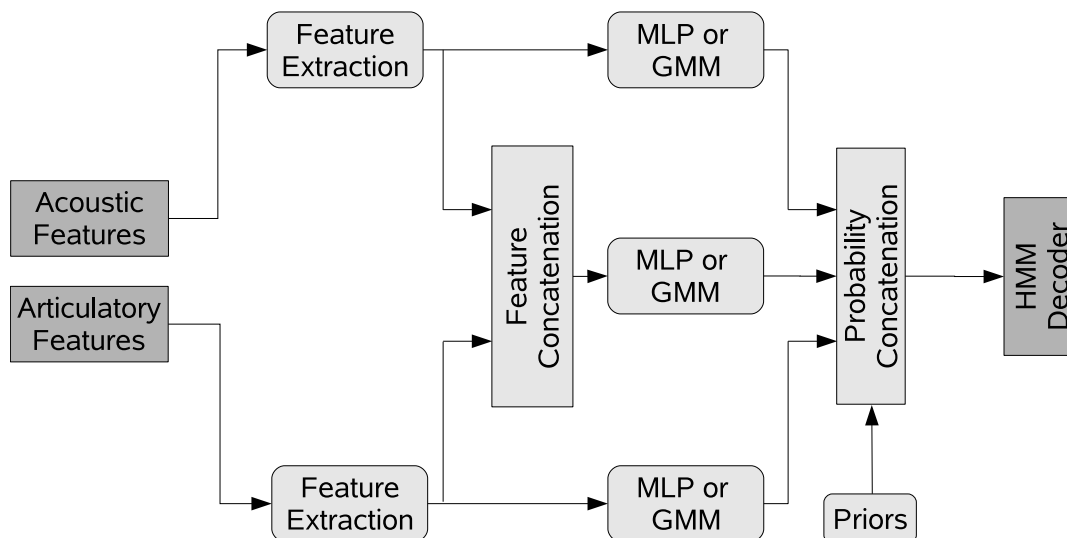 Feature
Extraction
MLP or
GMM
Acoustic
Features
Articulatory
Features
Feature
Concatenation
MLP or
GMM
Probability
Concatenation
HMM
Decoder
Feature
Extraction
MLP or
GMM
Priors